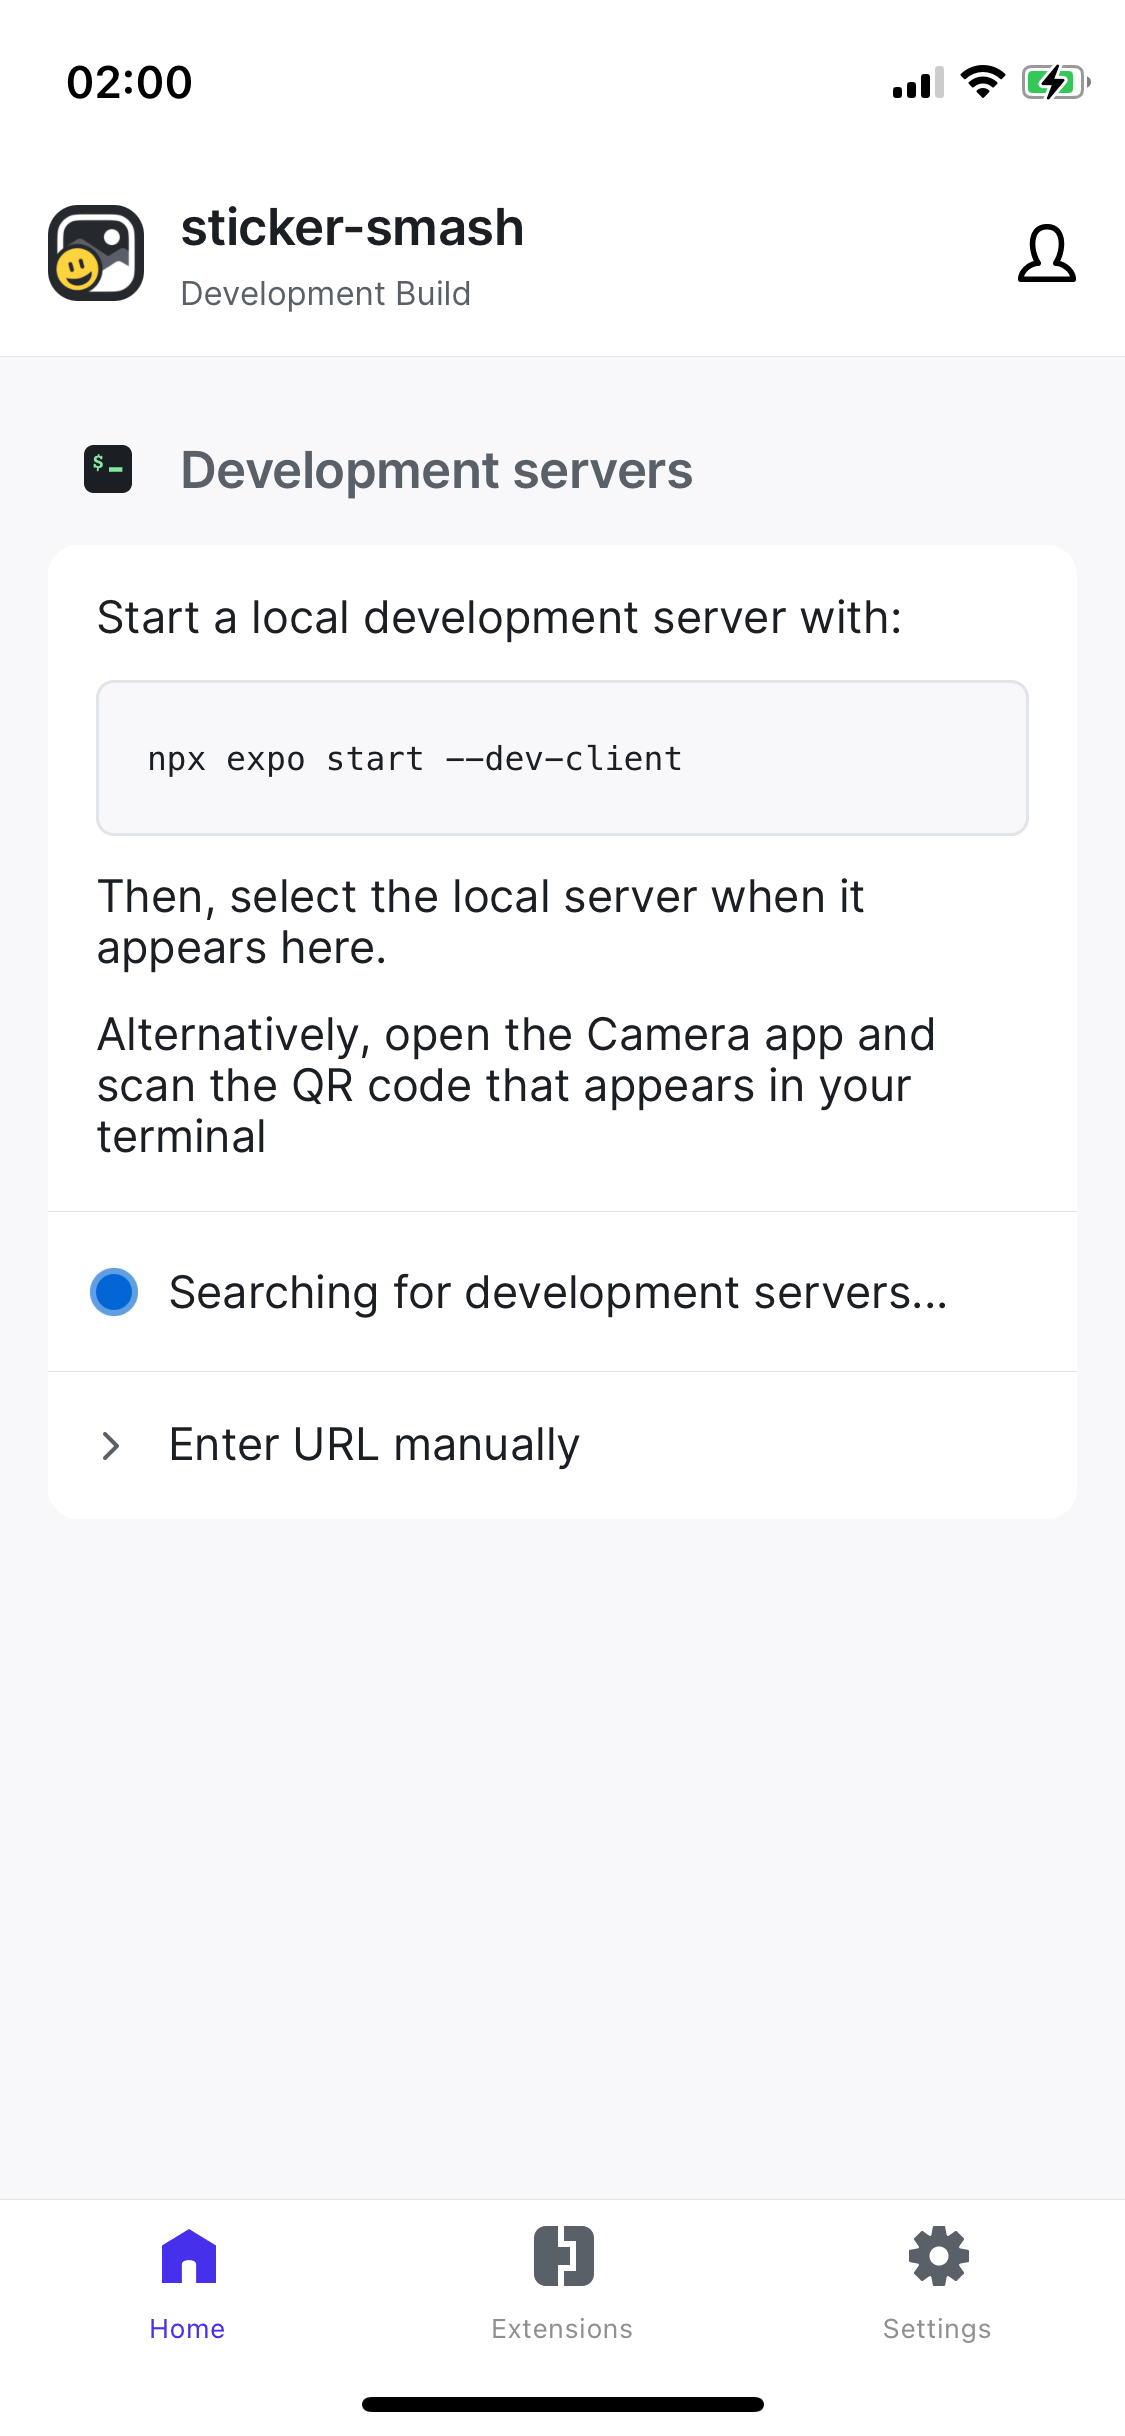 02:00
sticker-smash
Development Build
$
Development servers
Start a local development server with:
npx expo start --dev-client
Then, select the local server when it
appears here.
Alternatively, open the Camera app and
scan the QR code that appears in your
terminal
Searching for development servers...
Enter URL manually
Home
Extensions
Settings